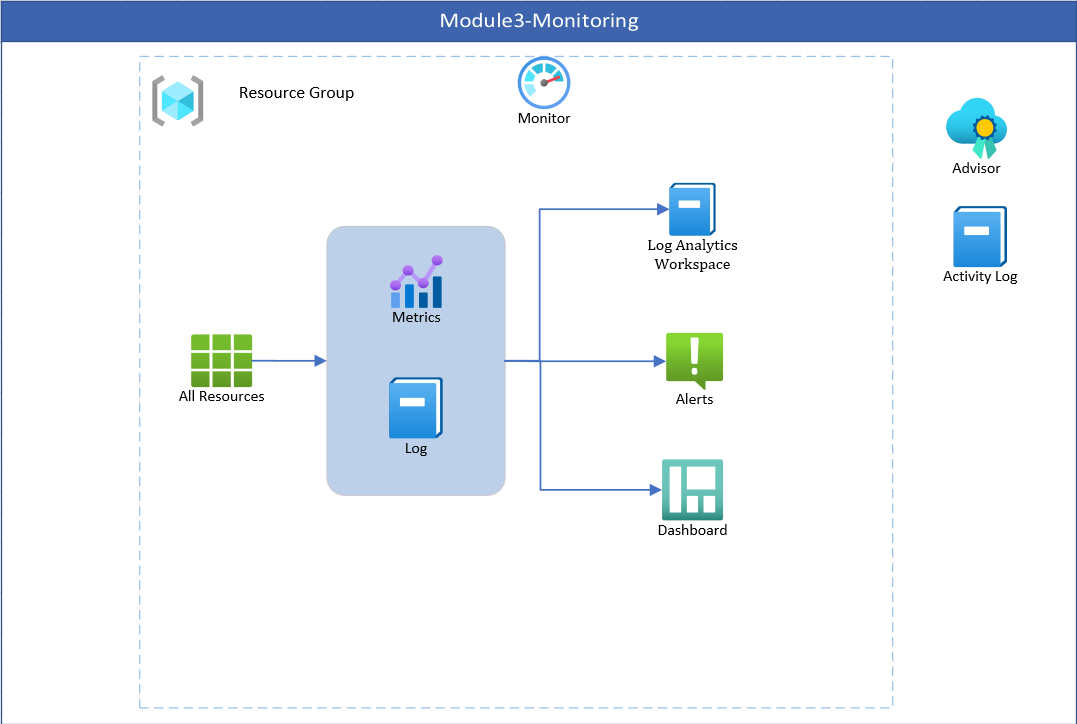 Module3-Monitoring
Resource Group
Monitor
Advisor
Log Analytics
Workspace
Activity Log
Metrics
All Resources
Alerts
Log
Dashboard